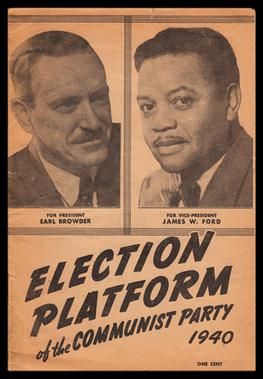 FOR PRESIDENT
EARL BROWDER
FOR VICE-PRESIDENT
JAMES W. FORD
ELECTION
PLATFORM
of the COMMUNIST PARTY
1940
ONE CENT